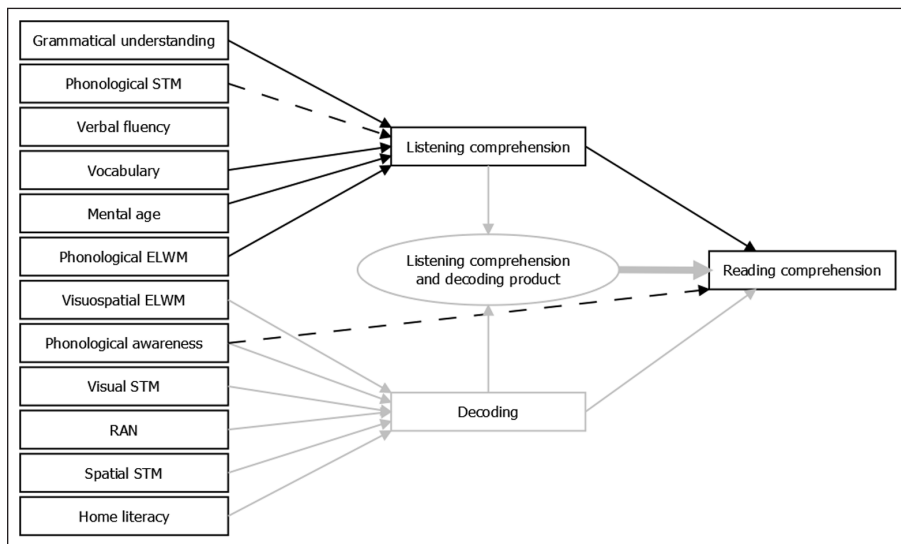 Grammatical understanding
Phonological STM
Verbal fluency
Vocabulary
Mental age
Phonological ELWM
Visuospatial ELWM
Phonological awareness
Visual STM
RAN
Spatial STM
Home literacy
Listening comprehension
Listening comprehension
and decoding product
Decoding
Reading comprehension